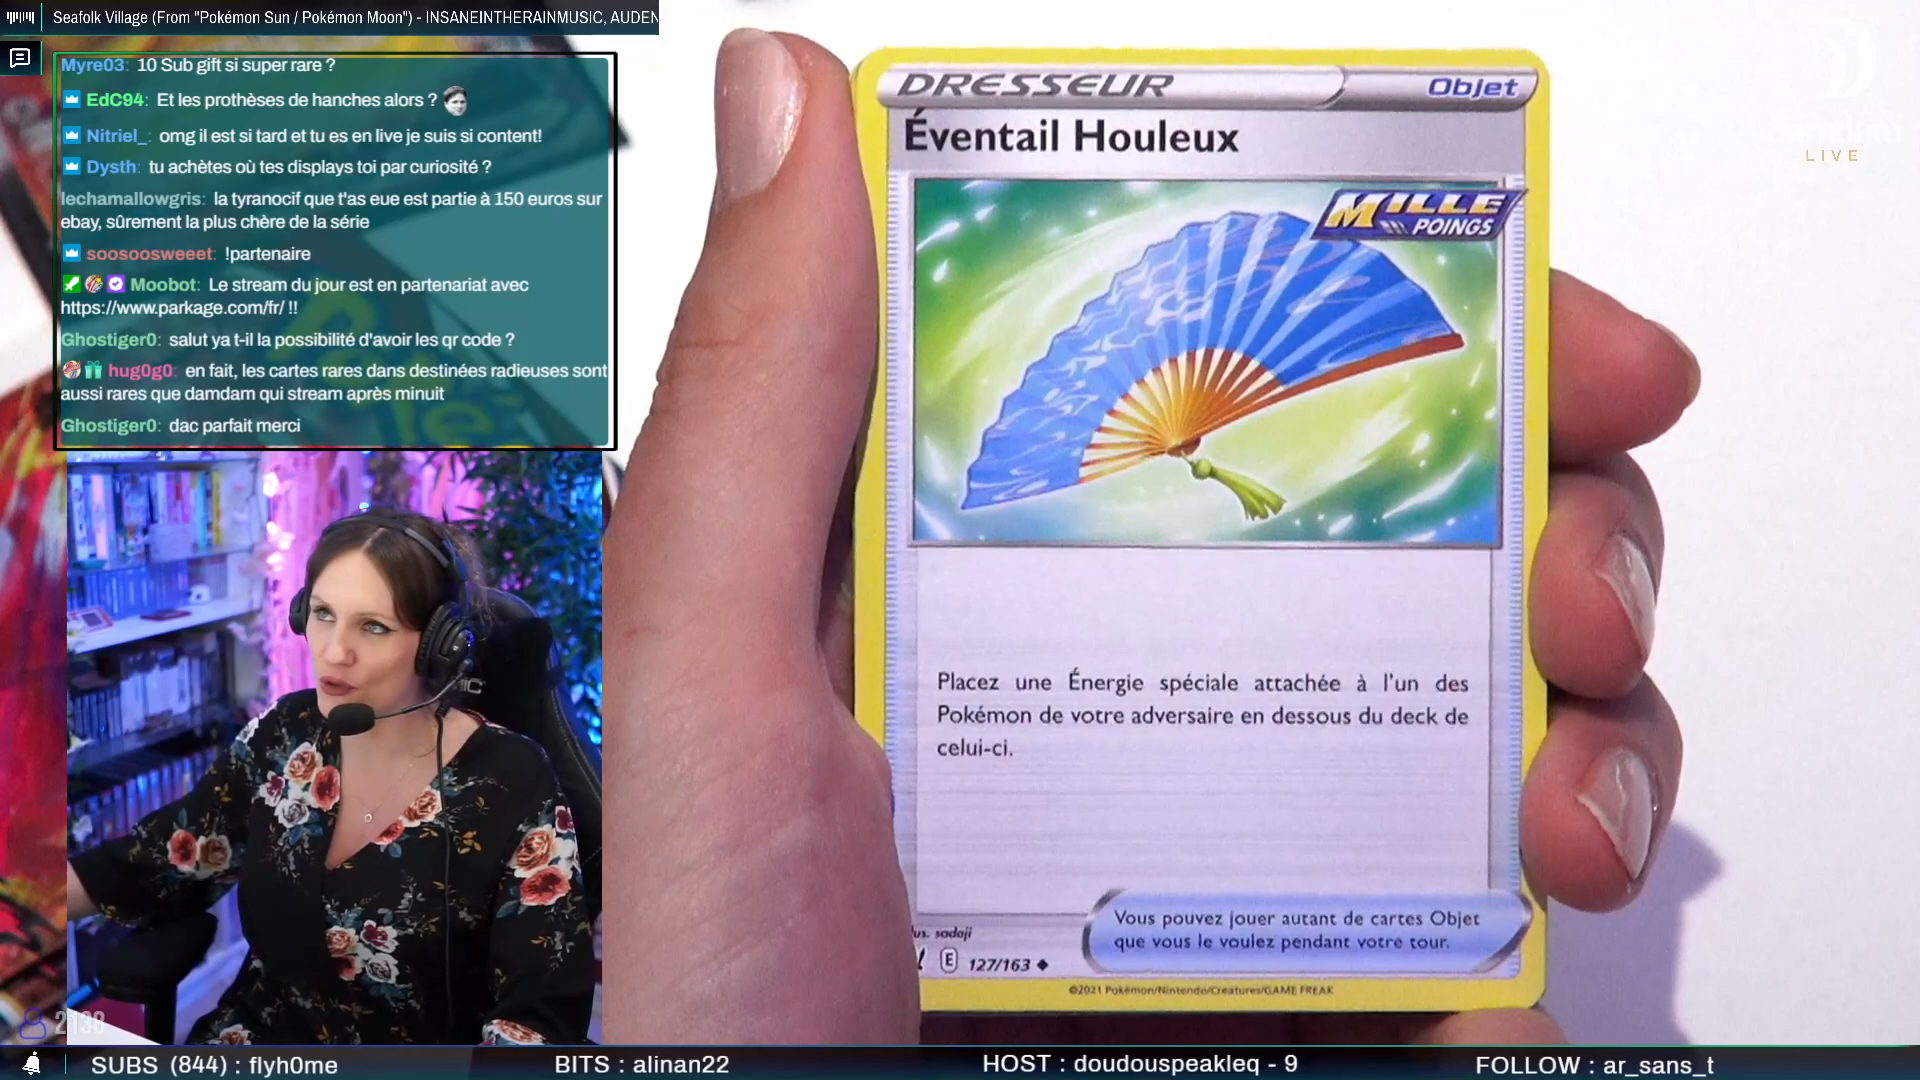 Seafolk Village (From "Pokémon Sun / Pokémon Moon") - INSANEINTHERAINMUSIC, AUDEN
Myre03: 10 Sub gift si super rare ?
EdC94: Et les prothèses de hanches alors ?
Nitriel_: omg il est si tard et tu es en live je suis si content!
Dysth: tu achètes où tes displays toi par curiosité ?
lechamallowgris: la tyranocif que t'as eue est partie à 150 euros sur
ebay, sûrement la plus chère de la série
soosoosweeet: !partenaire
Moobot: Le stream du jour est en partenariat avec
https://www.parkage.com/fr/ !!
Ghostiger0: salut ya t-il la possibilité d'avoir les qr code ?
hug0g0: en fait, les cartes rares dans destinées radieuses sont
aussi rares que damdam qui stream après minuit
Ghostiger0: dac parfait merci
DRESSEUR
Objet
Éventail Houleux
MILLE
POINGS
Placez une Énergie spéciale attachée à l'un des
Pokémon de votre adversaire en dessous du deck de
celui-ci.
Vous pouvez jouer autant de cartes Objet
que vous le voulez pendant votre tour.
lus. sadaji
E 127/163
©2021 Pokémon/Nintendo/Creatures/GAME FREAK
LIVE
2138
SUBS (844) : flyh0me
BITS : alinan22
HOST : doudouspeakleq - 9
FOLLOW : ar_sans_t